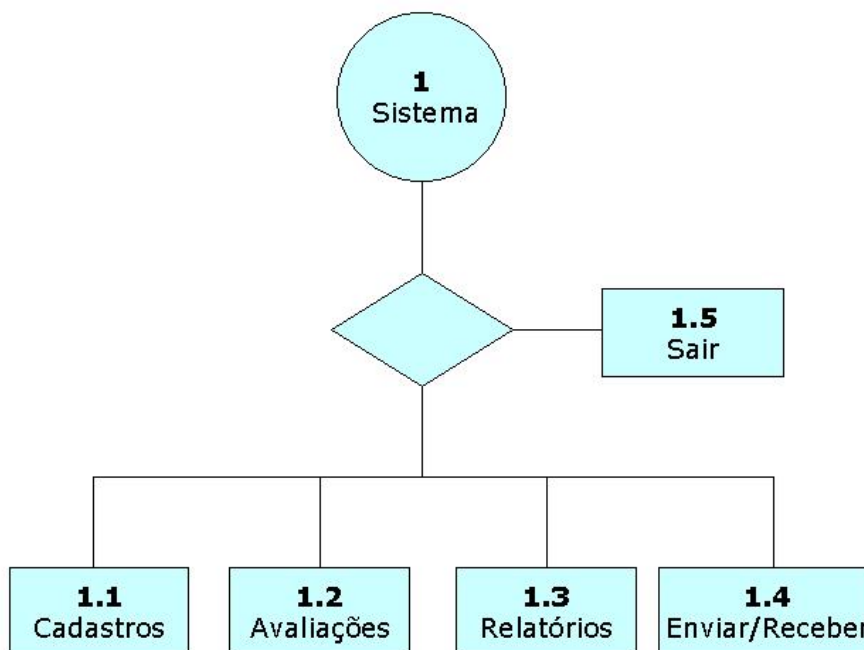 1
Sistema
1.5
Sair
1.1
Cadastros
1.2
Avaliações
1.3
Relatórios
1.4
Enviar/Receber